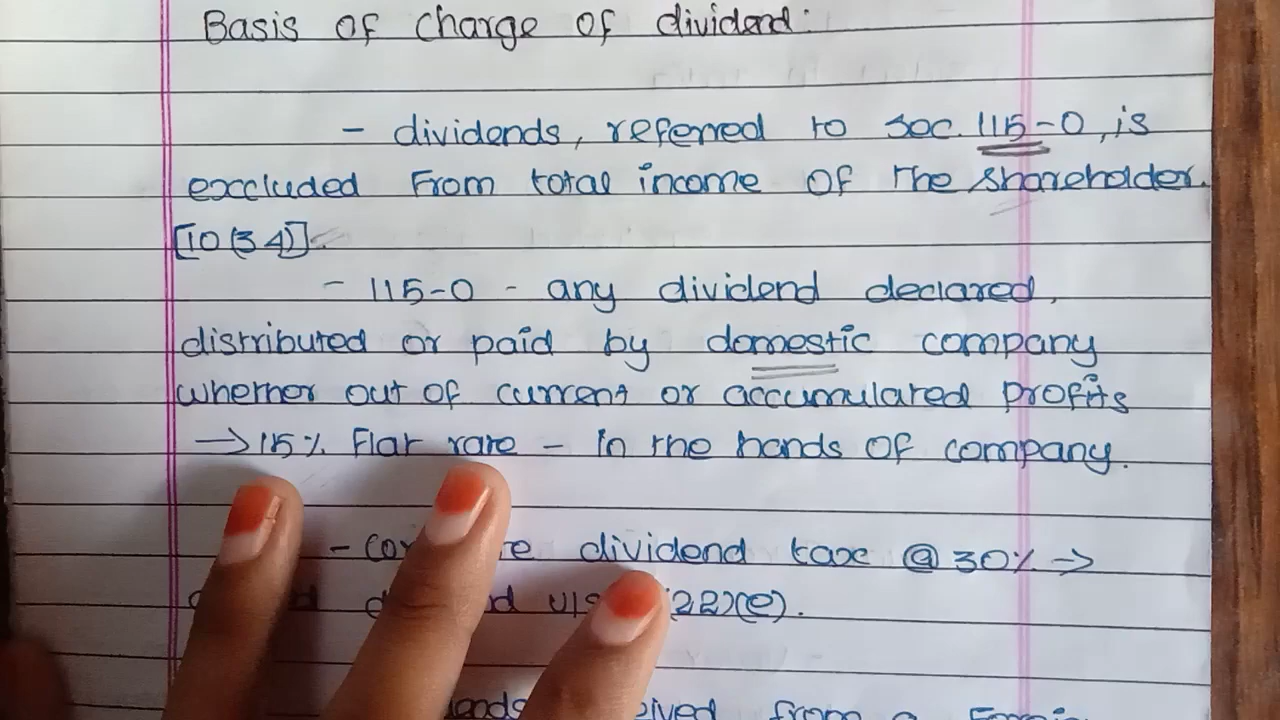 Basis of charge of dividend:
- dividends, referred to sec. 115-O, is
excluded from total income of the shareholder.
[10(34)]
- 115-O - any dividend declared,
distributed or paid by domestic company
whether out of current or accumulated profits
→ 15% Flat rate - in the hands of company.
- dividend tax @ 30% →
u/s (22)(e).
from a